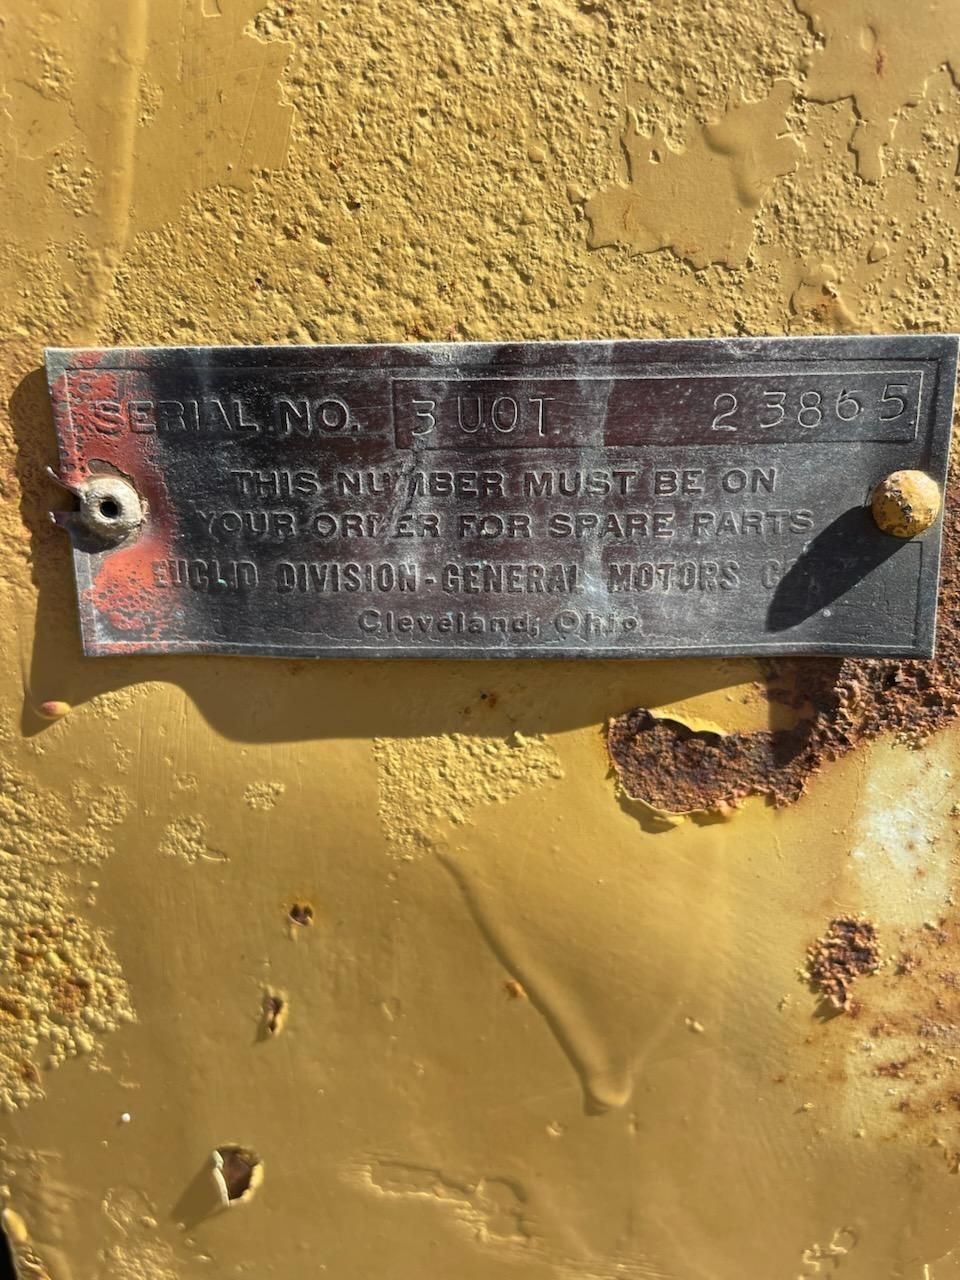 SERIAL NO. 3 UOT 23865
THIS NUMBER MUST BE ON
YOUR ORDER FOR SPARE PARTS
EUCLID DIVISION-GENERAL MOTORS
Cleveland, Ohio